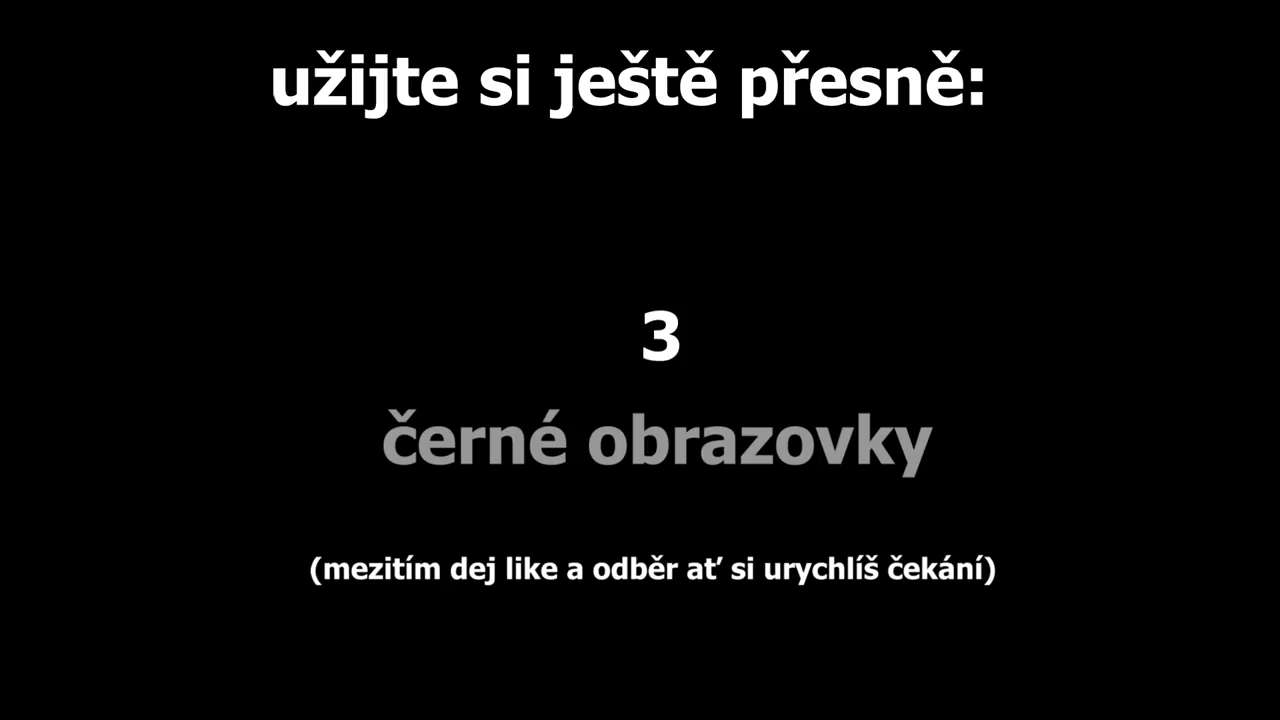 užijte si ještě přesně:
3
černé obrazovky
(mezitím dej like a odběr ať si urychlíš čekání)